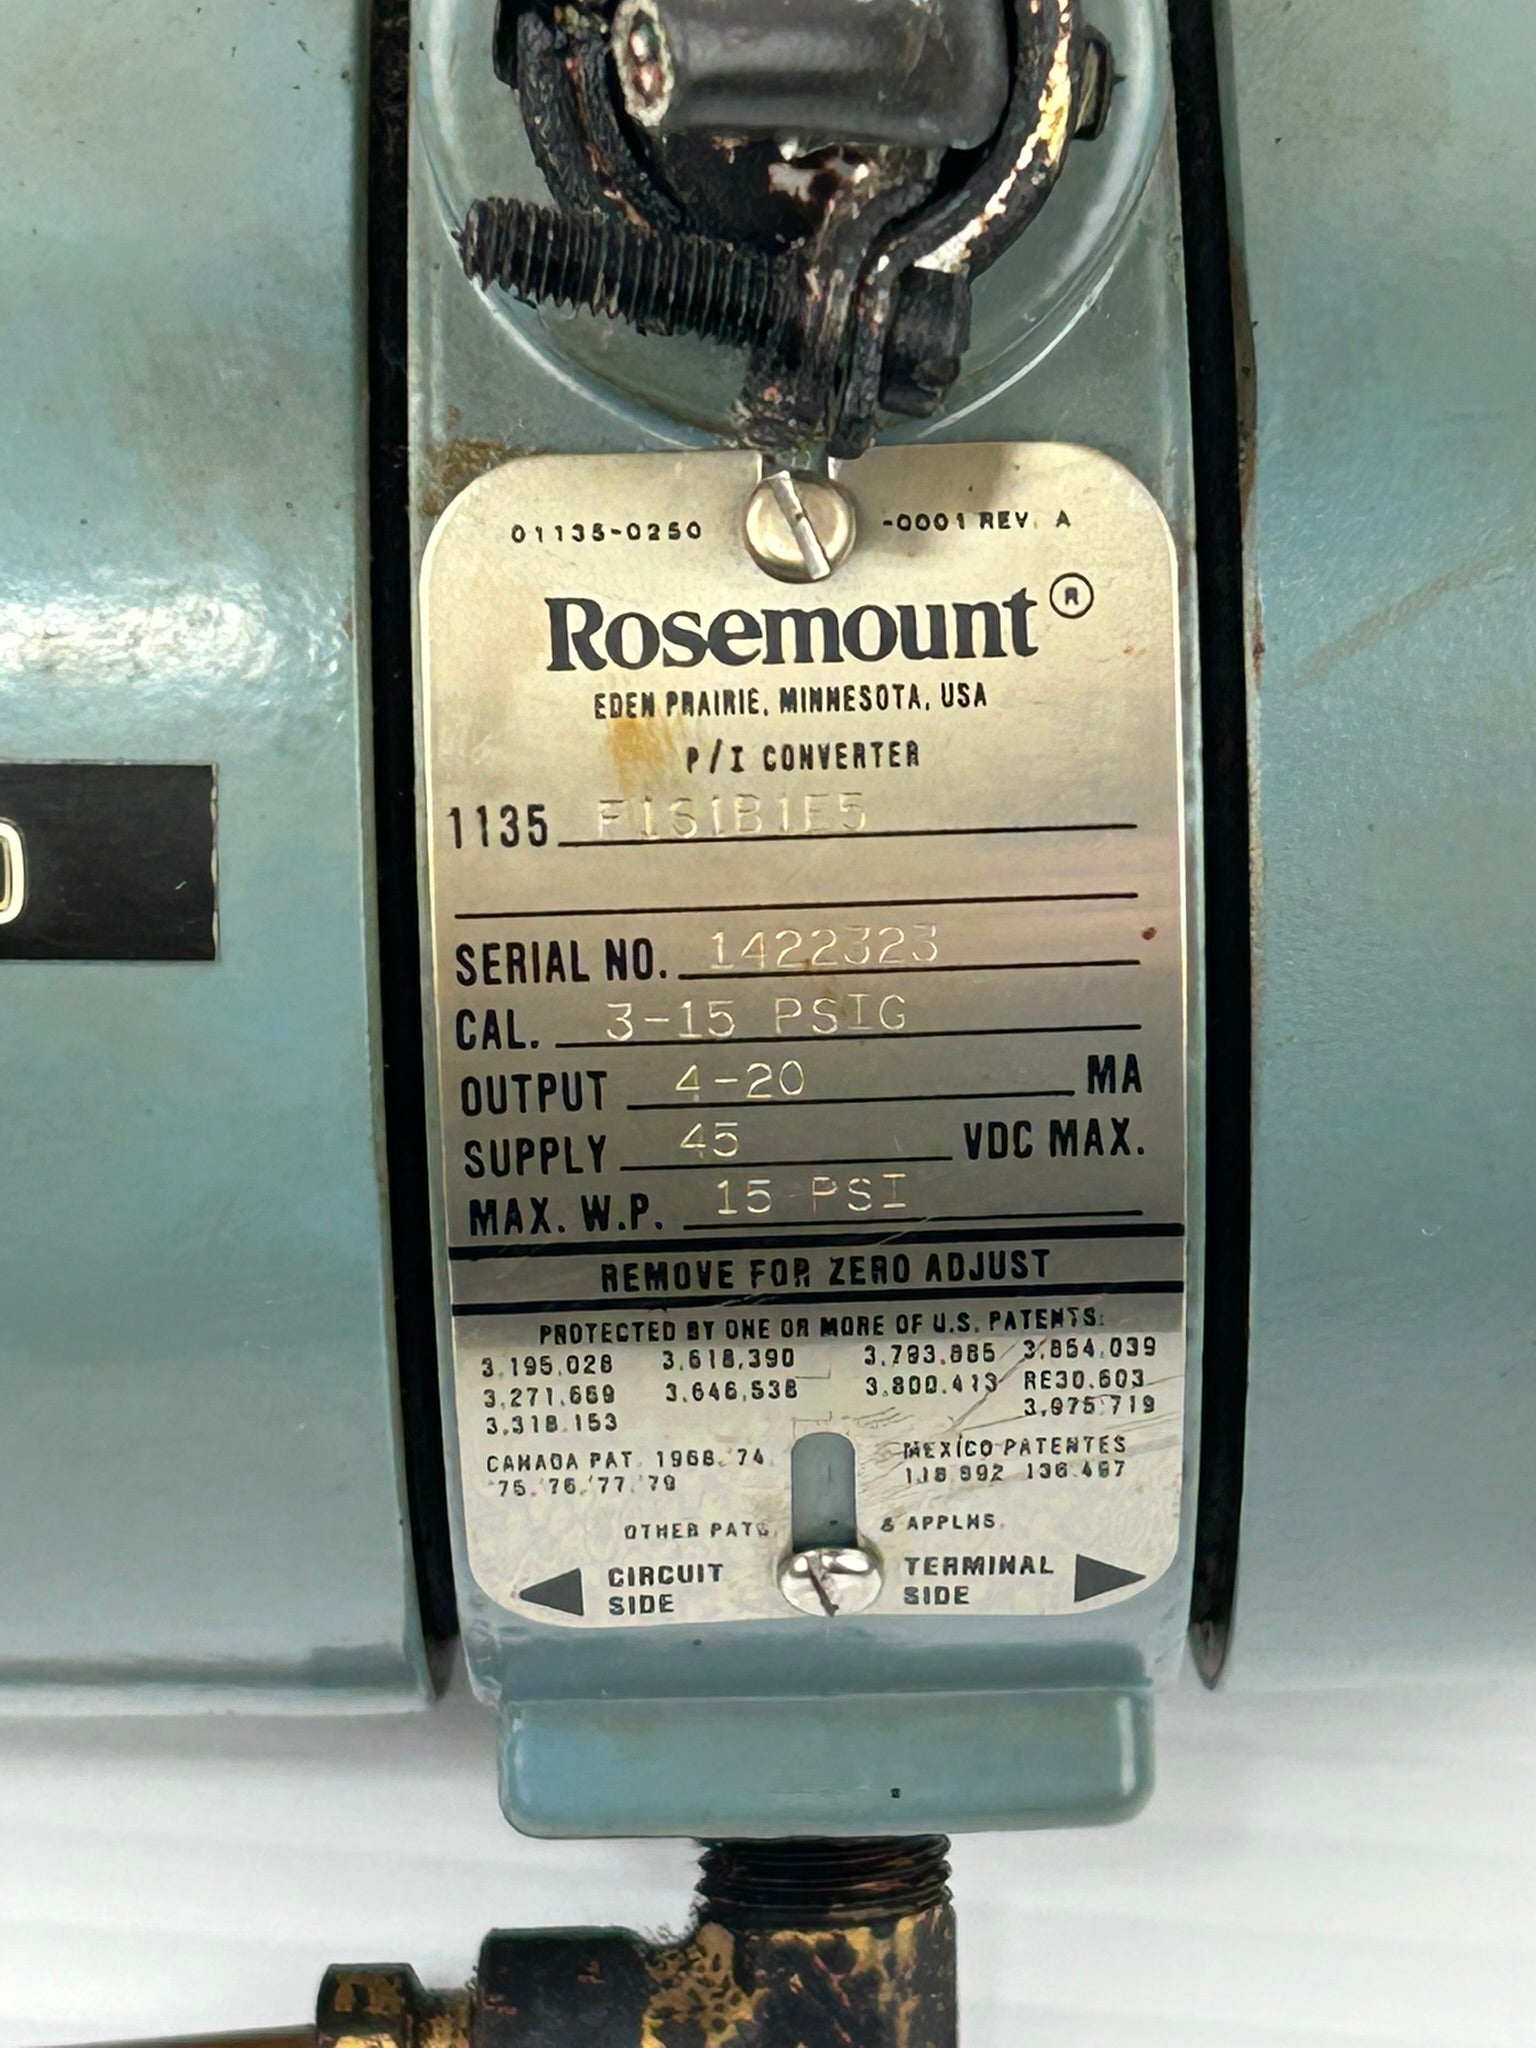 01135-0250 -0001 REV. A
Rosemount ®
EDEN PRAIRIE, MINNESOTA, USA
P/I CONVERTER
1135 F1S1B1E5
SERIAL NO. 1422323
CAL. 3-15 PSIG
OUTPUT 4-20 MA
SUPPLY 45 VDC MAX.
MAX. W.P. 15 PSI
REMOVE FOR ZERO ADJUST
PROTECTED BY ONE OR MORE OF U.S. PATENTS:
3,195,028 3,618,390 3,793,885 3,854,039
3,271,669 3,646,538 3,800,413 RE30,603
3,318,153 3,975,719
CANADA PAT. 1968, '74, MEXICO PATENTES
'75, '76, '77, '79 136,497
OTHER PATS. & APPLNS.
CIRCUIT SIDE
TERMINAL SIDE